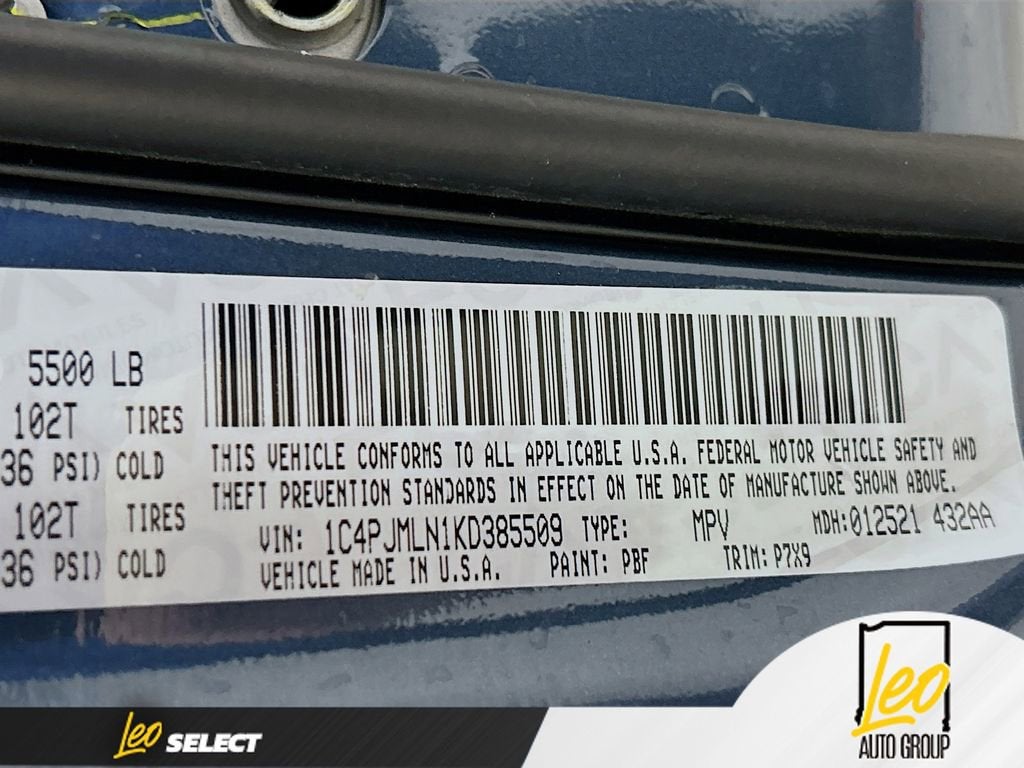 5500 LB
102T TIRES
36 PSI) COLD
102T TIRES
36 PSI) COLD
THIS VEHICLE CONFORMS TO ALL APPLICABLE U.S.A. FEDERAL MOTOR VEHICLE SAFETY AND
THEFT PREVENTION STANDARDS IN EFFECT ON THE DATE OF MANUFACTURE SHOWN ABOVE.
VIN: 1C4PJMLN1KD385509 TYPE: MPV MDH:012521 432AA
VEHICLE MADE IN U.S.A. PAINT: PBF TRIM: P7X9
Leo SELECT
Leo
AUTO GROUP